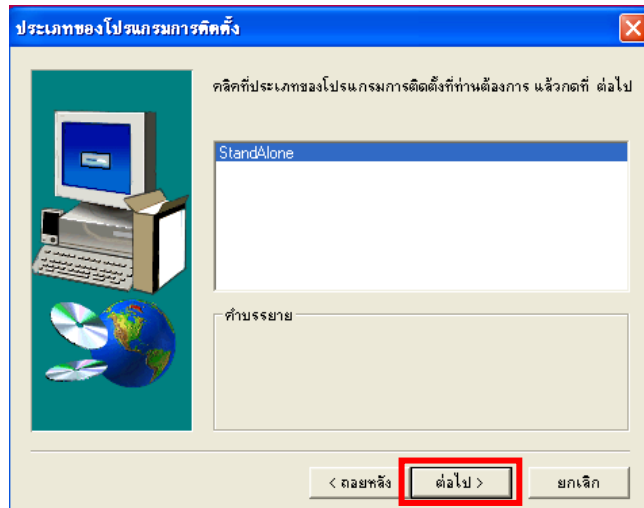 ประเภทของโปรแกรมการติดตั้ง
คลิคที่ประเภทของโปรแกรมการติดตั้งที่ท่านต้องการ แล้วกดที่ ต่อไป
StandAlone
คำบรรยาย
< ถอยหลัง
ต่อไป >
ยกเลิก